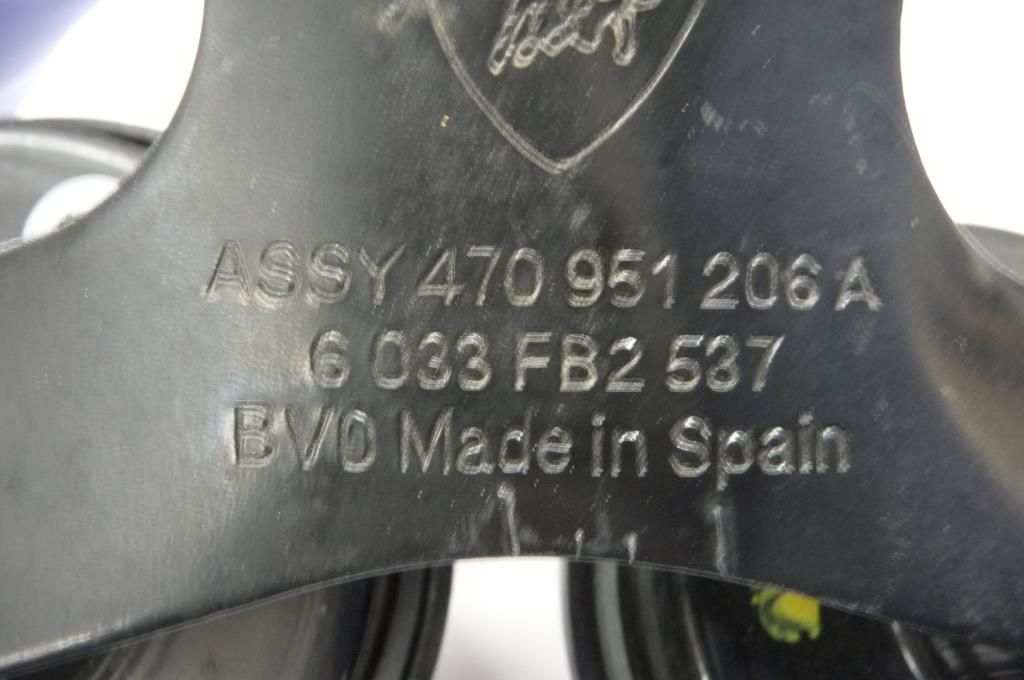 ASSY 470 951 206 A
6 033 FB2 537
BV0 Made in Spain